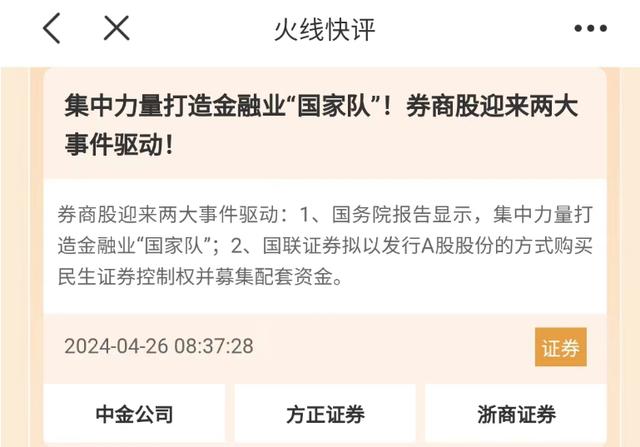 火线快评
集中力量打造金融业“国家队”！券商股迎来两大
事件驱动！
券商股迎来两大事件驱动：1、国务院报告显示，集中力量打
造金融业“国家队”；2、国联证券拟以发行A股股份的方式购买
民生证券控制权并募集配套资金。
2024-04-26 08:37:28
证券
中金公司
方正证券
浙商证券